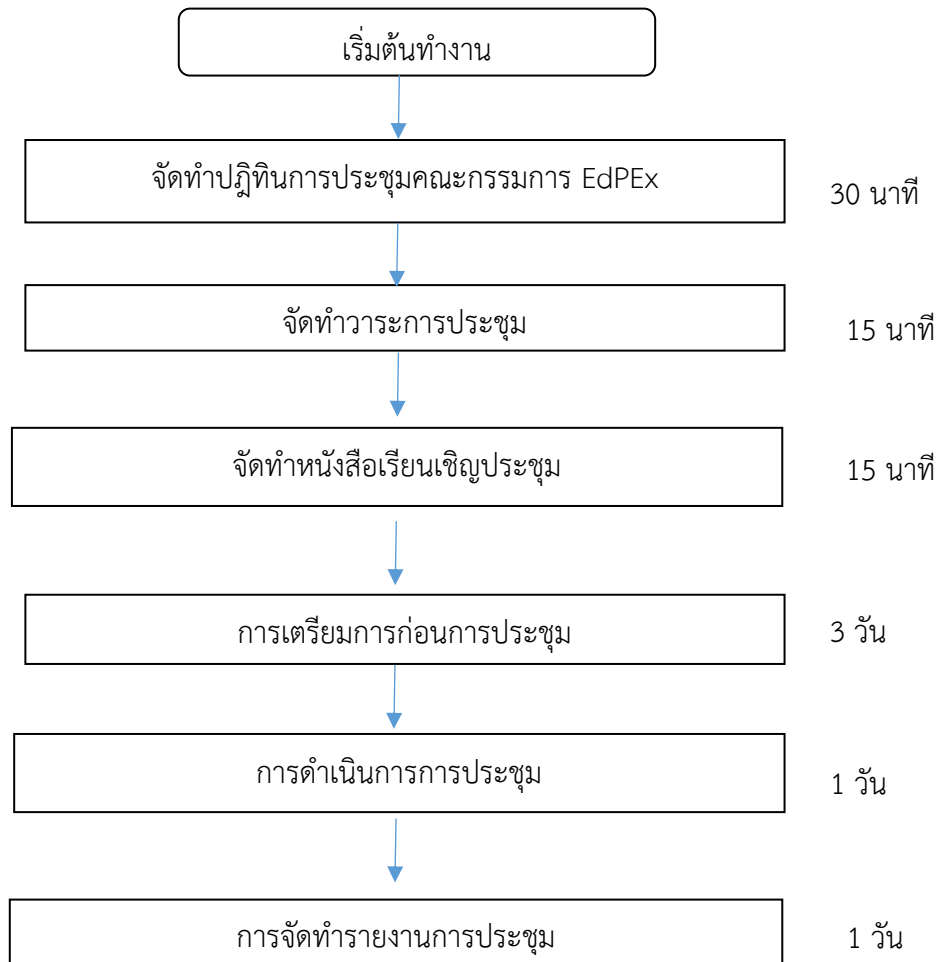 เริ่มต้นทำงาน
จัดทำปฎิทินการประชุมคณะกรรมการ EdPEx
30 นาที
จัดทำวาระการประชุม
15 นาที
จัดทำหนังสือเรียนเชิญประชุม
15 นาที
การเตรียมการก่อนการประชุม
3 วัน
การดำเนินการการประชุม
1 วัน
การจัดทำรายงานการประชุม
1 วัน